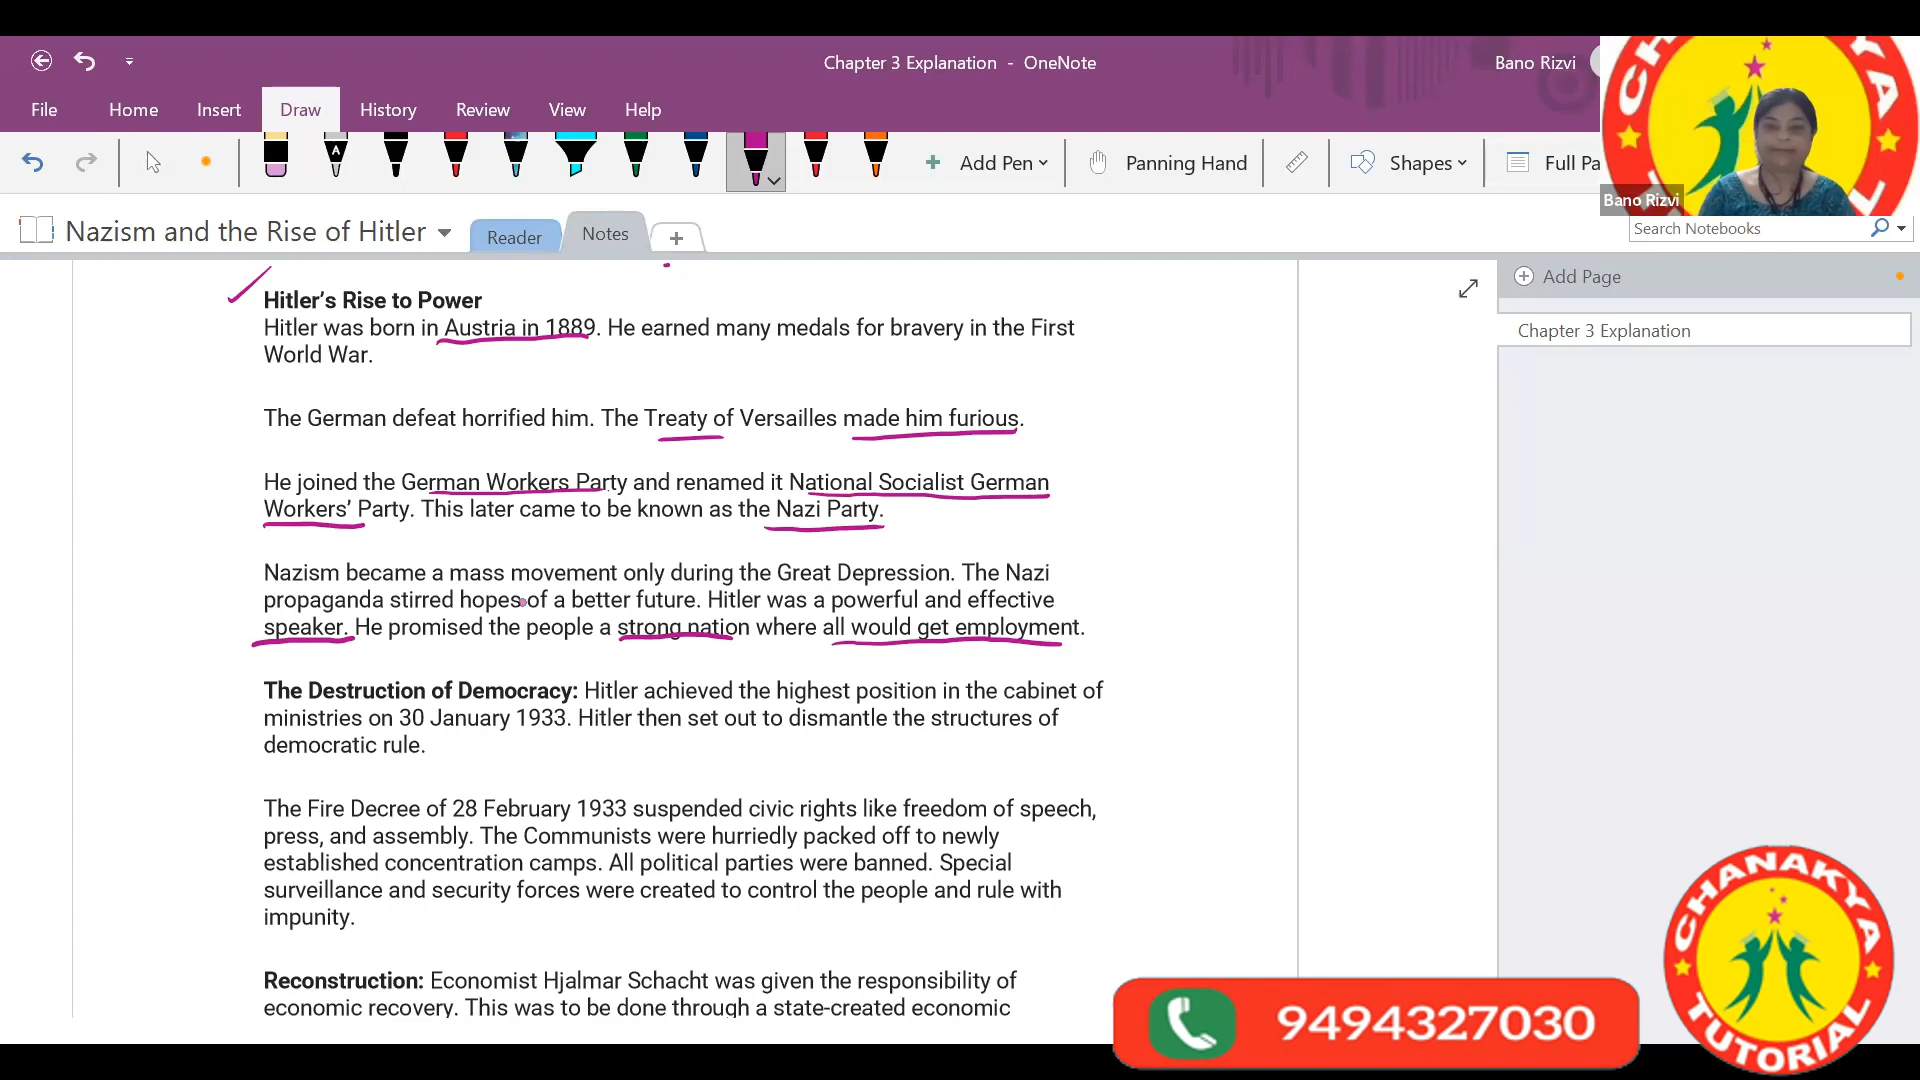 Chapter 3 Explanation - OneNote
Bano Rizvi
File Home Insert Draw History Review View Help
A
Add Pen
Panning Hand
Shapes
Full Pa
Bano Rizvi
Nazism and the Rise of Hitler
Reader
Notes
Search Notebooks
Add Page
Chapter 3 Explanation
Hitler's Rise to Power
Hitler was born in Austria in 1889. He earned many medals for bravery in the First
World War.
The German defeat horrified him. The Treaty of Versailles made him furious.
He joined the German Workers Party and renamed it National Socialist German
Workers' Party. This later came to be known as the Nazi Party.
Nazism became a mass movement only during the Great Depression. The Nazi
propaganda stirred hopes of a better future. Hitler was a powerful and effective
speaker. He promised the people a strong nation where all would get employment.
The Destruction of Democracy: Hitler achieved the highest position in the cabinet of
ministries on 30 January 1933. Hitler then set out to dismantle the structures of
democratic rule.
The Fire Decree of 28 February 1933 suspended civic rights like freedom of speech,
press, and assembly. The Communists were hurriedly packed off to newly
established concentration camps. All political parties were banned. Special
surveillance and security forces were created to control the people and rule with
impunity.
Reconstruction: Economist Hjalmar Schacht was given the responsibility of
economic recovery. This was to be done through a state-created economic
9494327030
CHANAKYA
TUTORIAL